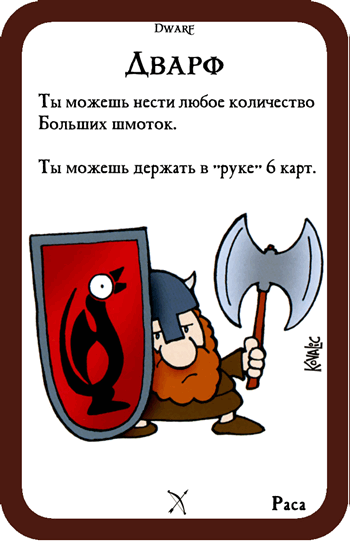 Dwarf
Дварф
Ты можешь нести любое количество
Больших шмоток.
Ты можешь держать в "руке" 6 карт.
Kovalic
Раса